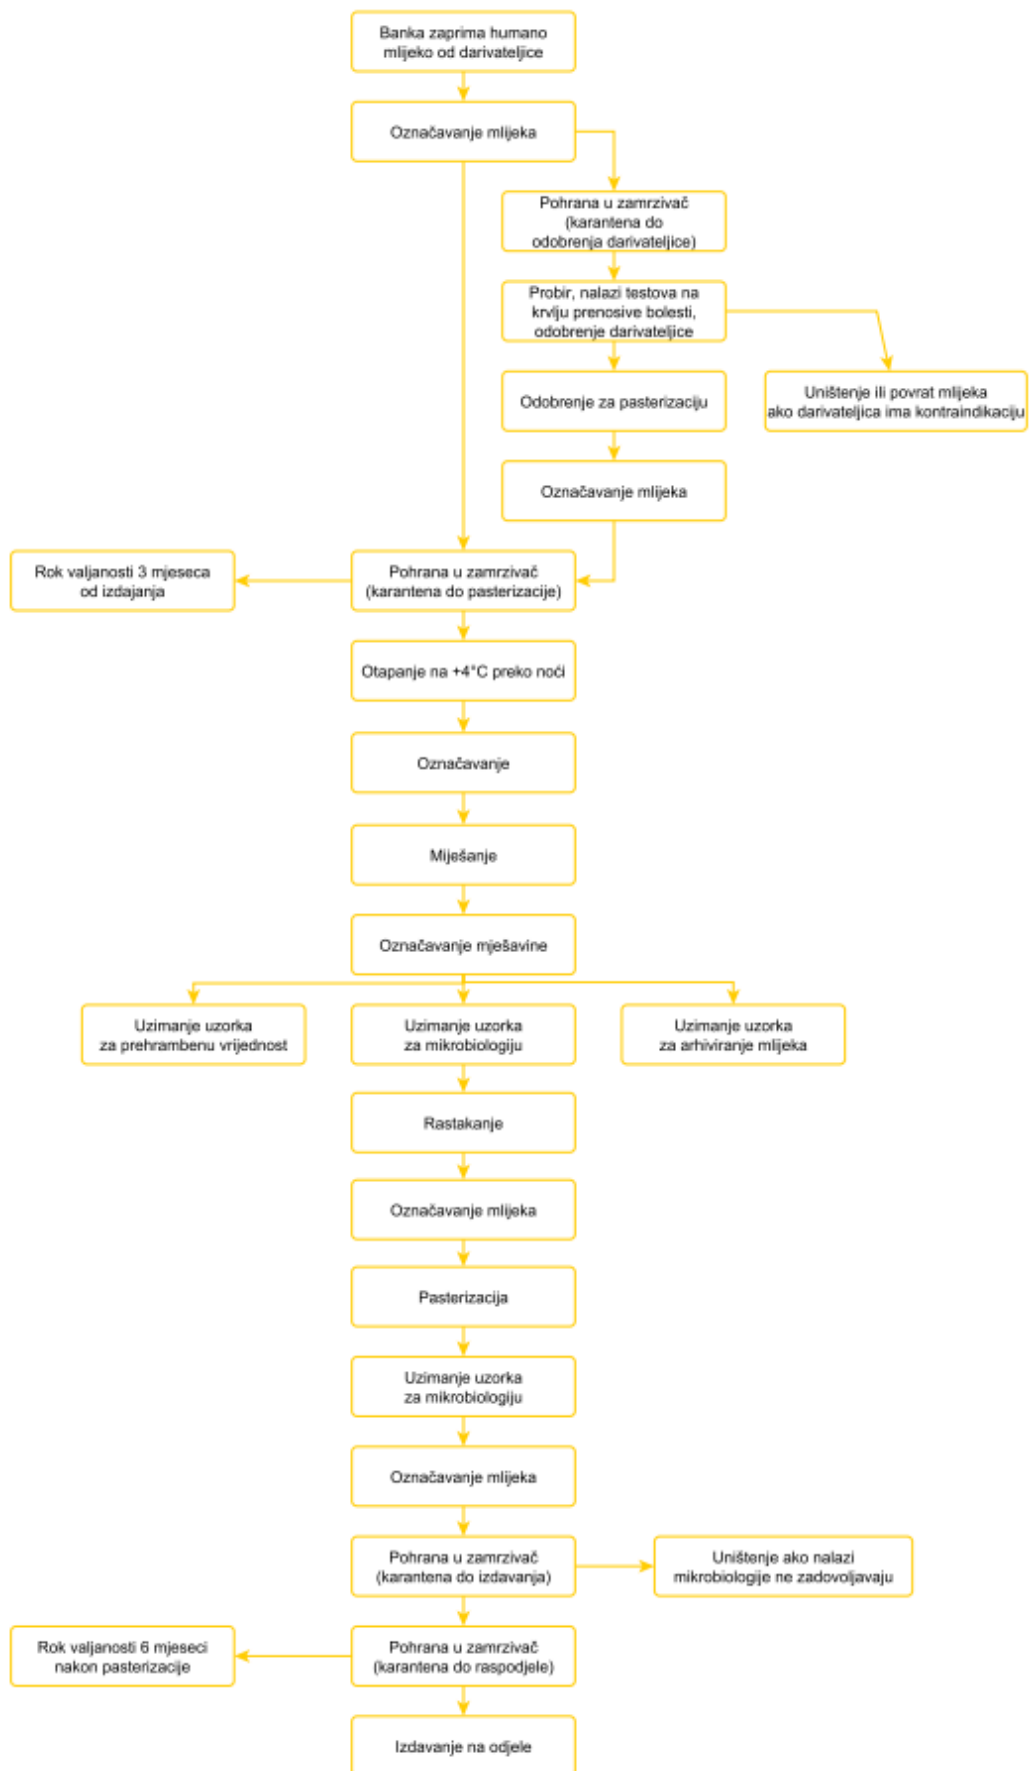 Banka zaprima humano
mlijeko od darivateljice
Označavanje mlijeka
Pohrana u zamrzivač
(karantena do
odobrenja darivateljice)
Probir, nalazi testova na
krvlju prenosive bolesti,
odobrenje darivateljice
Odobrenje za pasterizaciju
Uništenje ili povrat mlijeka
ako darivateljica ima kontraindikaciju
Označavanje mlijeka
Rok valjanosti 3 mjeseca
od izdajanja
Pohrana u zamrzivač
(karantena do pasterizacije)
Otapanje na +4°C preko noći
Označavanje
Miješanje
Označavanje mješavine
Uzimanje uzorka
za prehrambenu vrijednost
Uzimanje uzorka
za mikrobiologiju
Uzimanje uzorka
za arhiviranje mlijeka
Rastakanje
Označavanje mlijeka
Pasterizacija
Uzimanje uzorka
za mikrobiologiju
Označavanje mlijeka
Pohrana u zamrzivač
(karantena do izdavanja)
Uništenje ako nalazi
mikrobiologije ne zadovoljavaju
Rok valjanosti 6 mjeseci
nakon pasterizacije
Pohrana u zamrzivač
(karantena do raspodjele)
Izdavanje na odjele